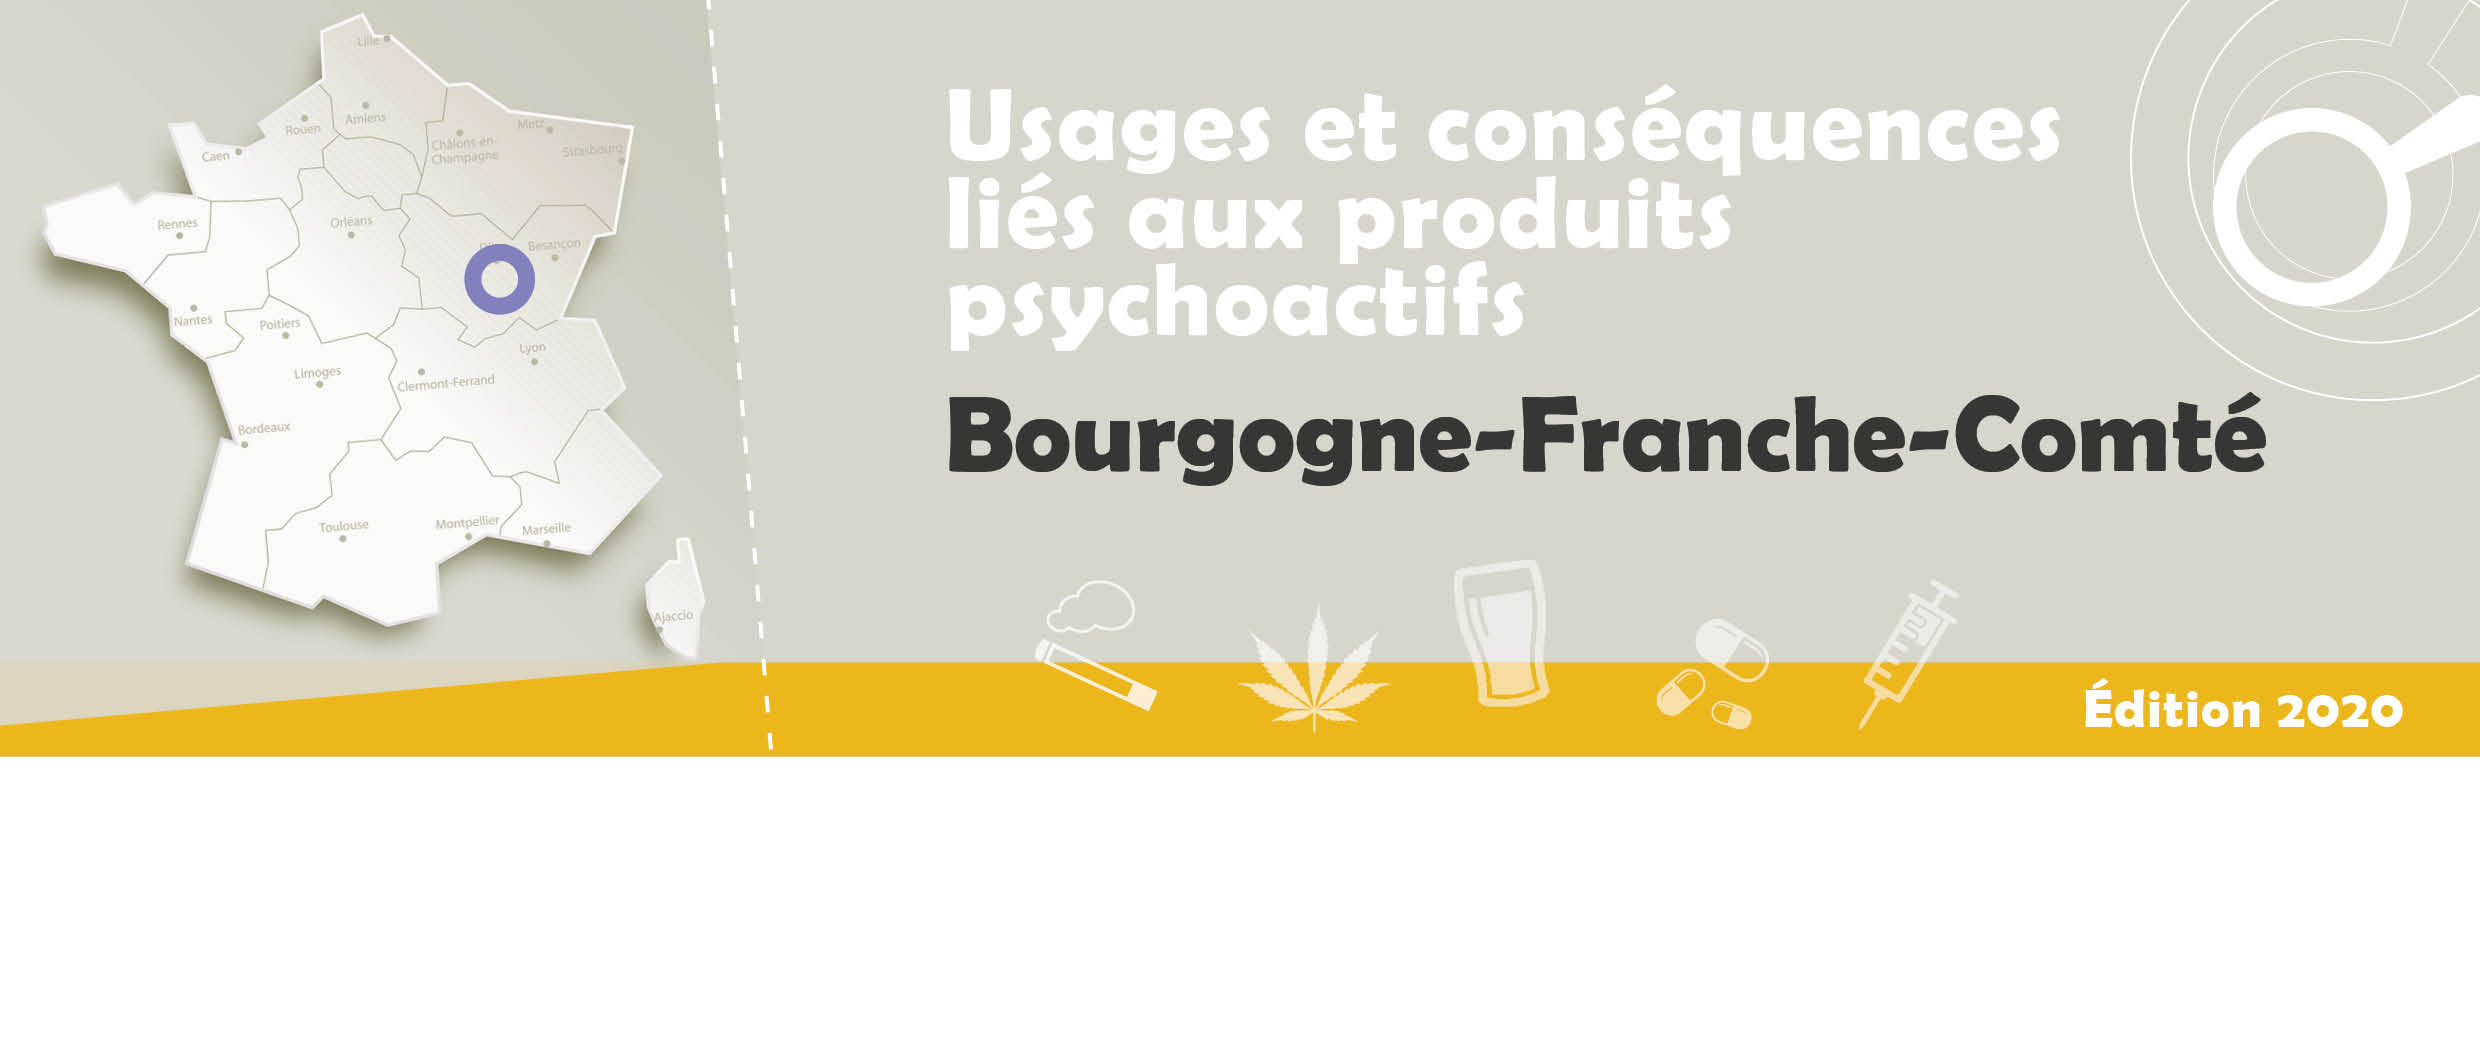 Usages et conséquences
liés aux produits
psychoactifs
Bourgogne-Franche-Comté
Édition 2020
Lille
Amiens
Rouen
Caen
Châlons-en-
Champagne
Metz
Strasbourg
Rennes
Orléans
Besançon
Nantes
Poitiers
Limoges
Clermont-Ferrand
Lyon
Bordeaux
Toulouse
Montpellier
Marseille
Ajaccio